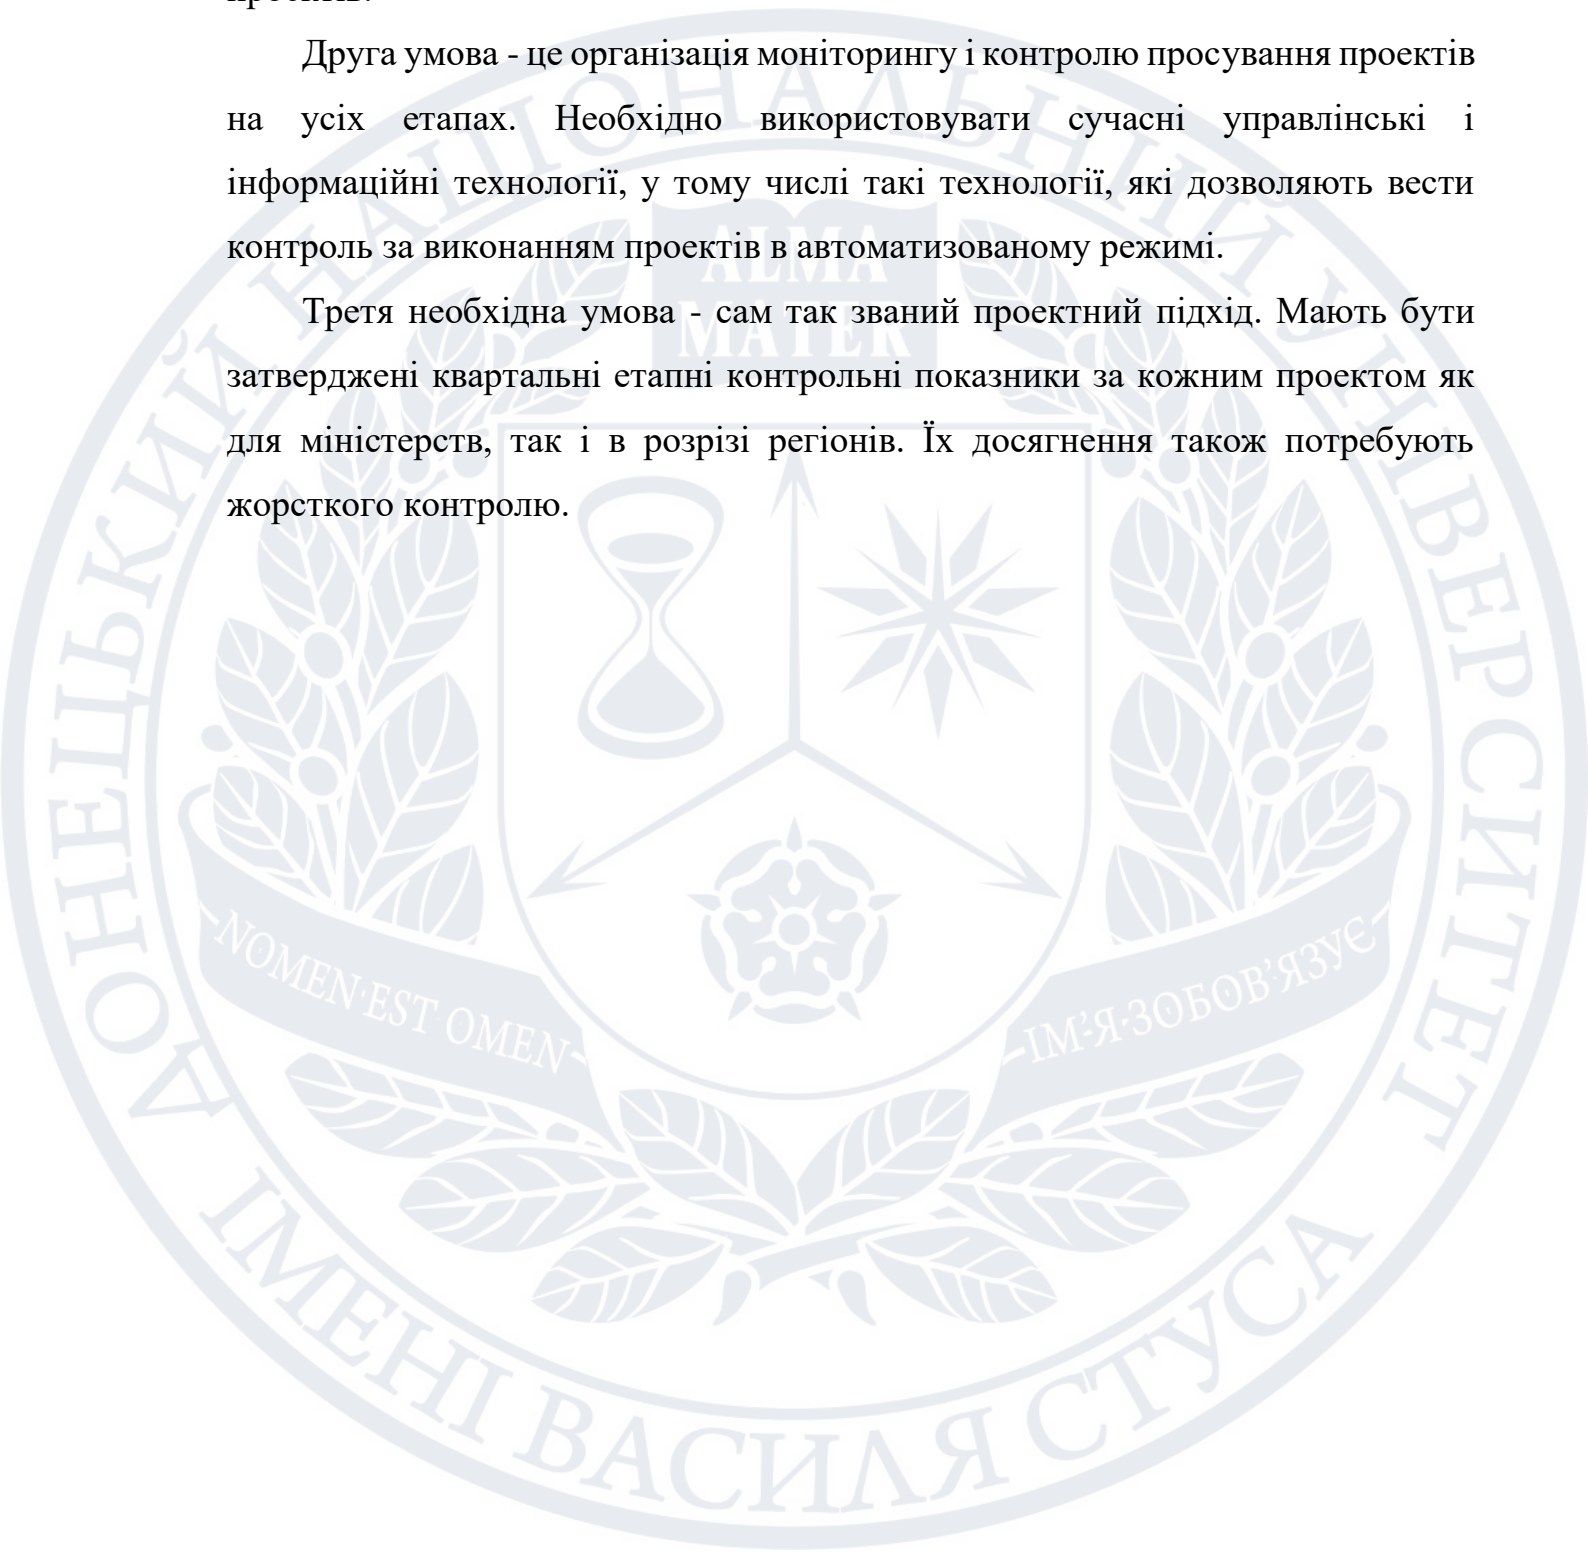 Друга умова - це організація моніторингу і контролю просування проектів
на усіх етапах. Необхідно використовувати сучасні управлінські і
інформаційні технології, у тому числі такі технології, які дозволяють вести
контроль за виконанням проектів в автоматизованому режимі.
Третя необхідна умова - сам так званий проектний підхід. Мають бути
затверджені квартальні етапні контрольні показники за кожним проектом як
для міністерств, так і в розрізі регіонів. Їх досягнення також потребують
жорсткого контролю.
ДОНЕЦЬКИЙ НАЦІОНАЛЬНИЙ УНІВЕРСИТЕТ
ІМЕНІ ВАСИЛЯ СТУСА
ALMA
MATER
NOMEN·EST·OMEN
ІМ'Я·ЗОБОВ'ЯЗУЄ